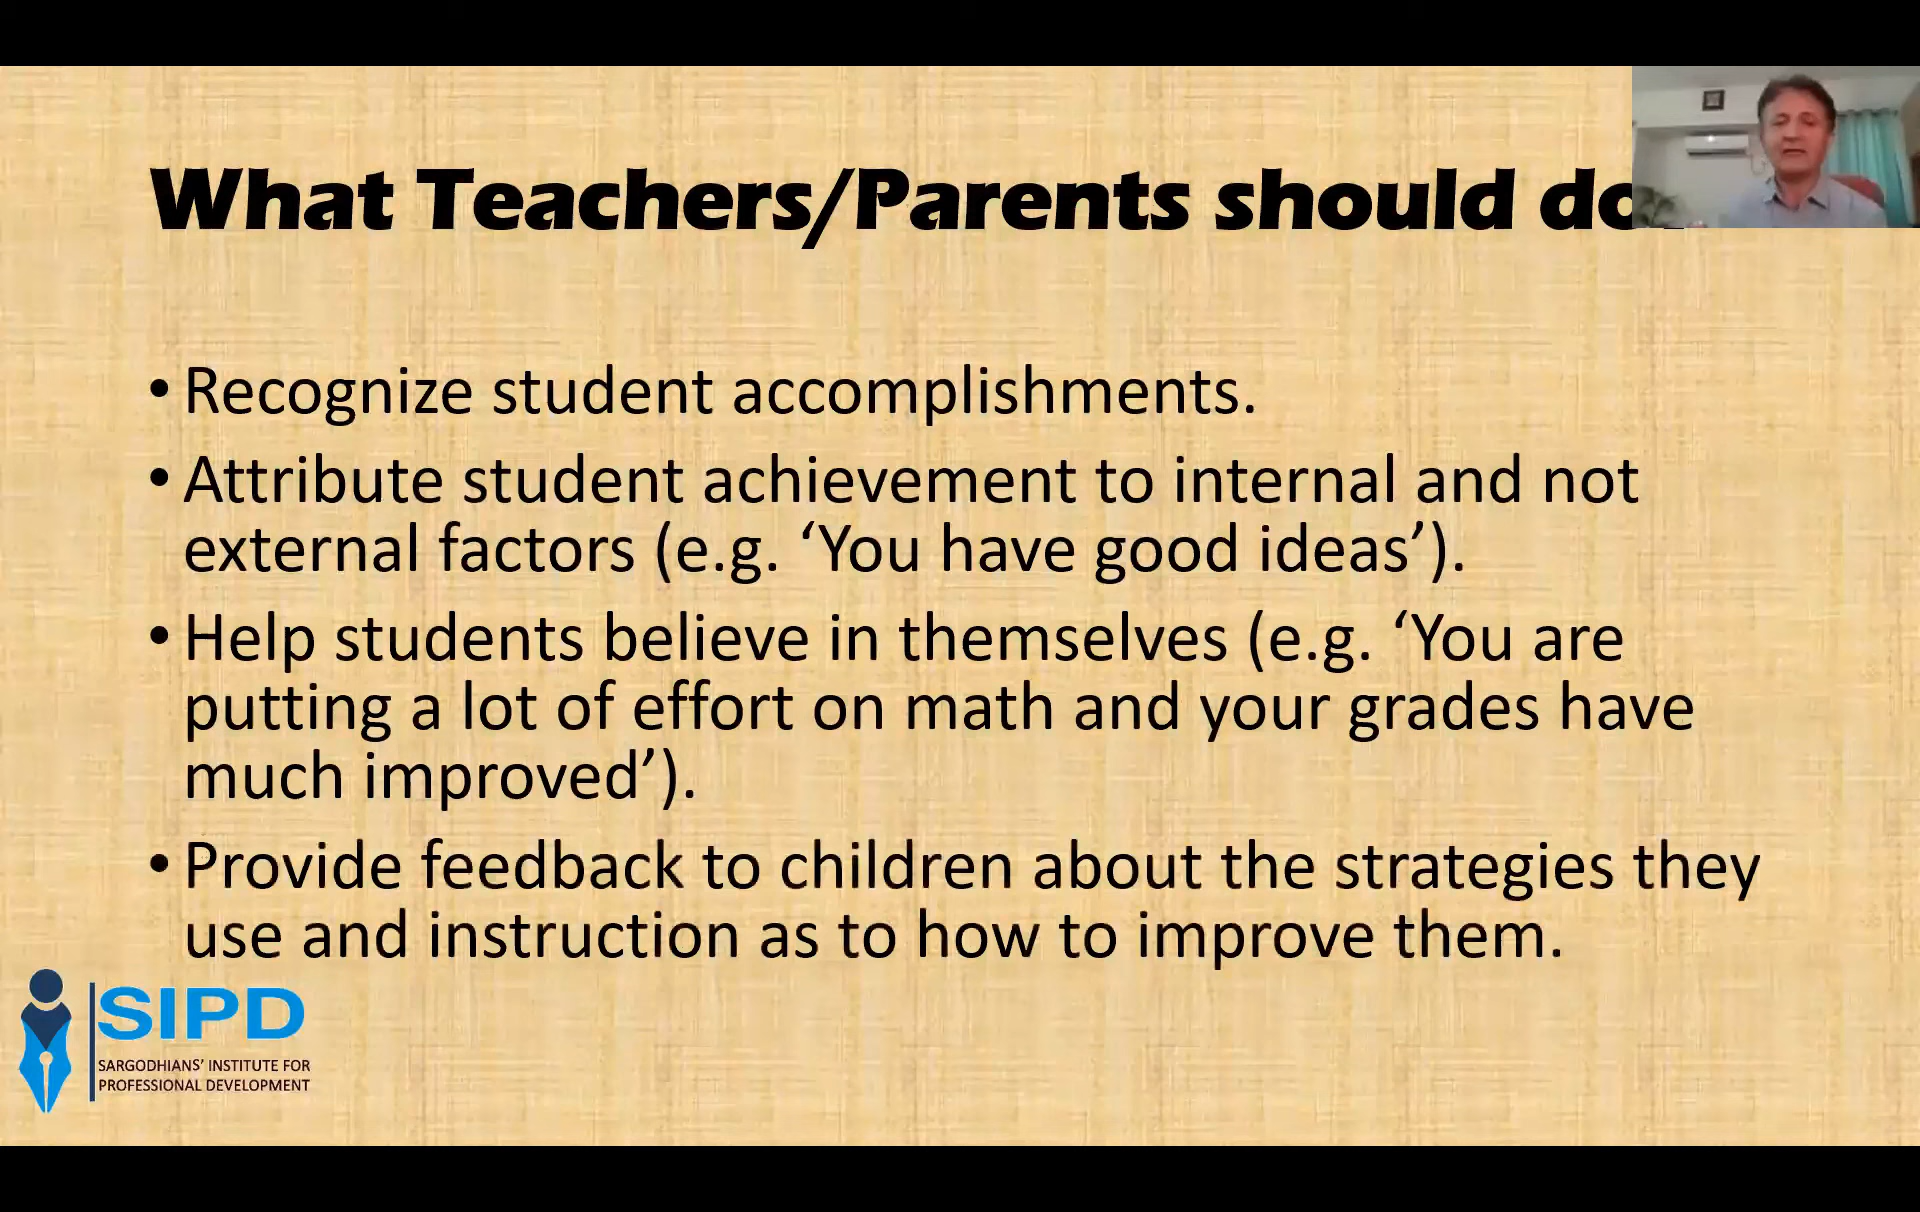 What Teachers/Parents should do
• Recognize student accomplishments.
• Attribute student achievement to internal and not
external factors (e.g. ‘You have good ideas’).
• Help students believe in themselves (e.g. ‘You are
putting a lot of effort on math and your grades have
much improved’).
• Provide feedback to children about the strategies they
use and instruction as to how to improve them.
SIPD
SARGODHIANS’ INSTITUTE FOR
PROFESSIONAL DEVELOPMENT